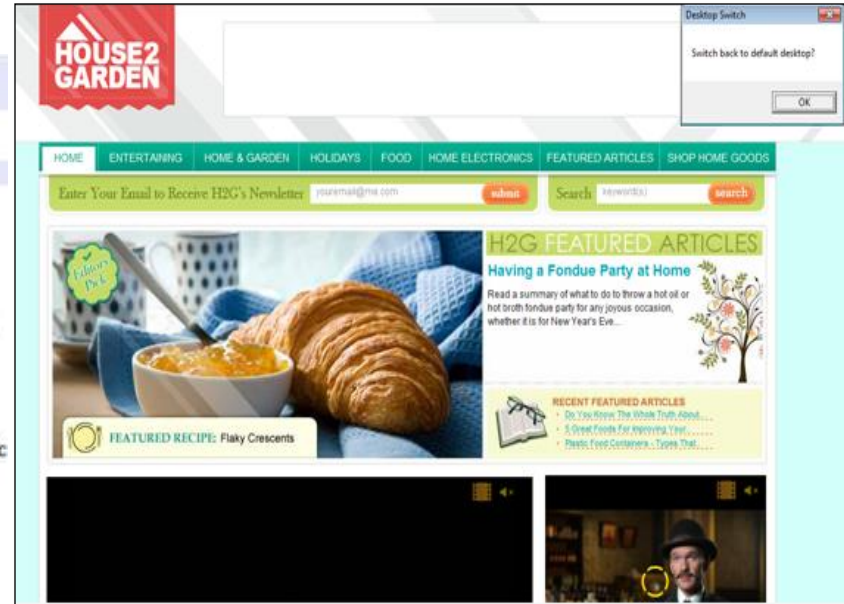 HOUSE2
GARDEN
Desktop Switch
Switch back to default desktop?
OK
HOME ENTERTAINING HOME & GARDEN HOLIDAYS FOOD HOME ELECTRONICS FEATURED ARTICLES SHOP HOME GOODS
Enter Your Email to Receive H2G's Newsletter youremail@me.com submit Search keyword(s) search
Editors
Pick
H2G FEATURED ARTICLES
Having a Fondue Party at Home
Read a summary of what to do to throw a hot oil or
hot broth fondue party for any joyous occasion,
whether it is for New Year's Eve...
RECENT FEATURED ARTICLES
Do You Know The Whole Truth About...
5 Great Foods For Improving Your...
Plastic Food Containers - Types That...
FEATURED RECIPE: Flaky Crescents